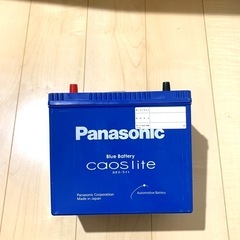 Panasonic
Blue Battery
caos lite
カオス・ライト
Panasonic Corporation
Made in Japan
Automotive Battery